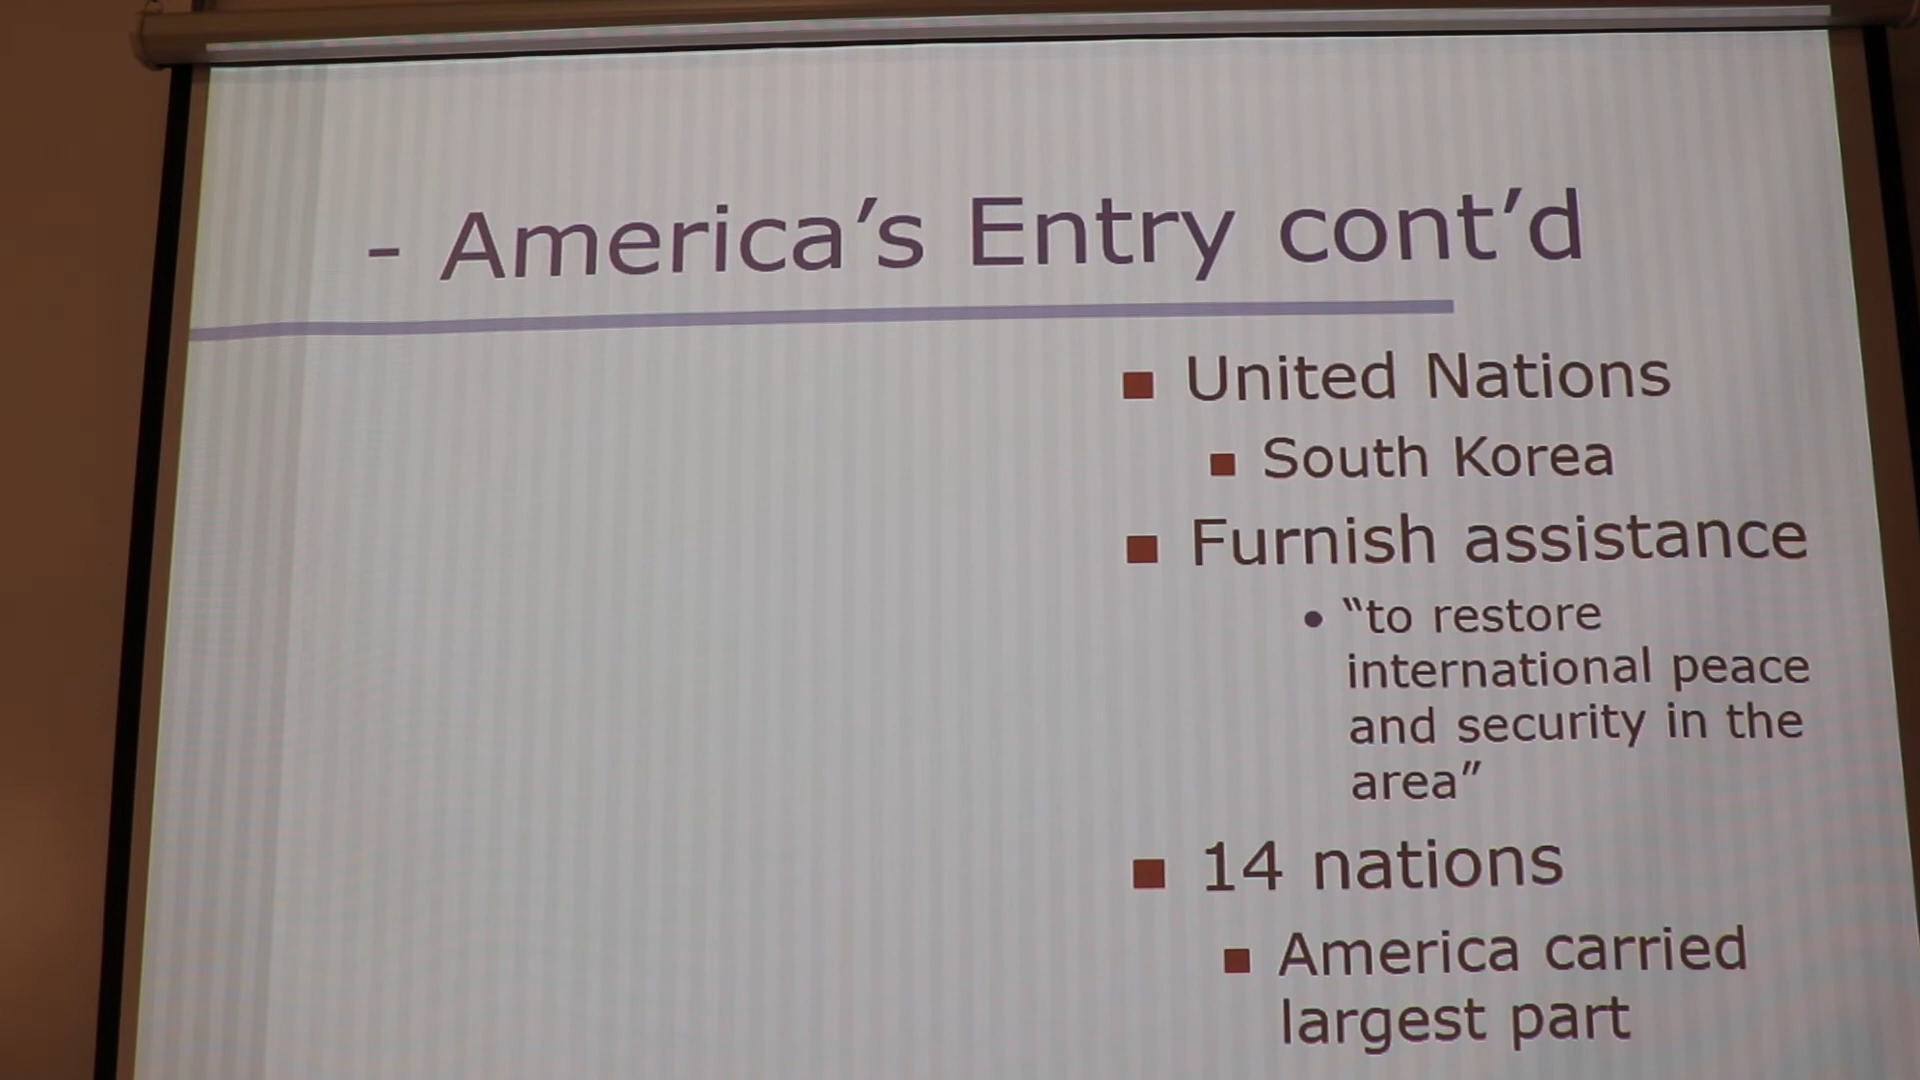 - America’s Entry cont’d
United Nations
South Korea
Furnish assistance
“to restore
international peace
and security in the
area”
14 nations
America carried
largest part